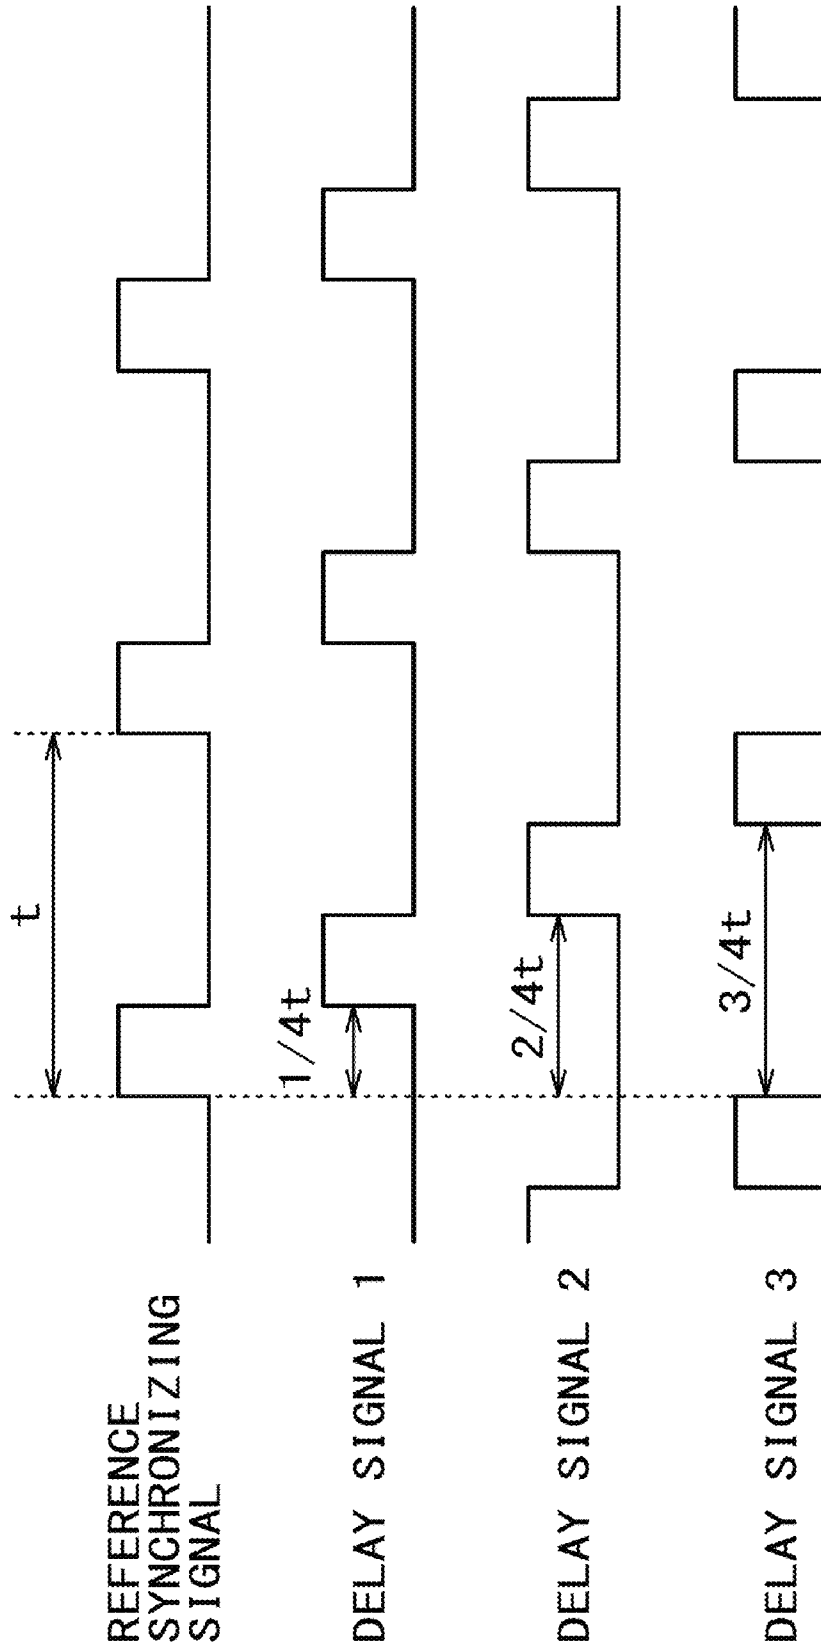 t
REFERENCE
SYNCHRONIZING
SIGNAL
1/4t
DELAY SIGNAL 1
2/4t
DELAY SIGNAL 2
3/4t
DELAY SIGNAL 3